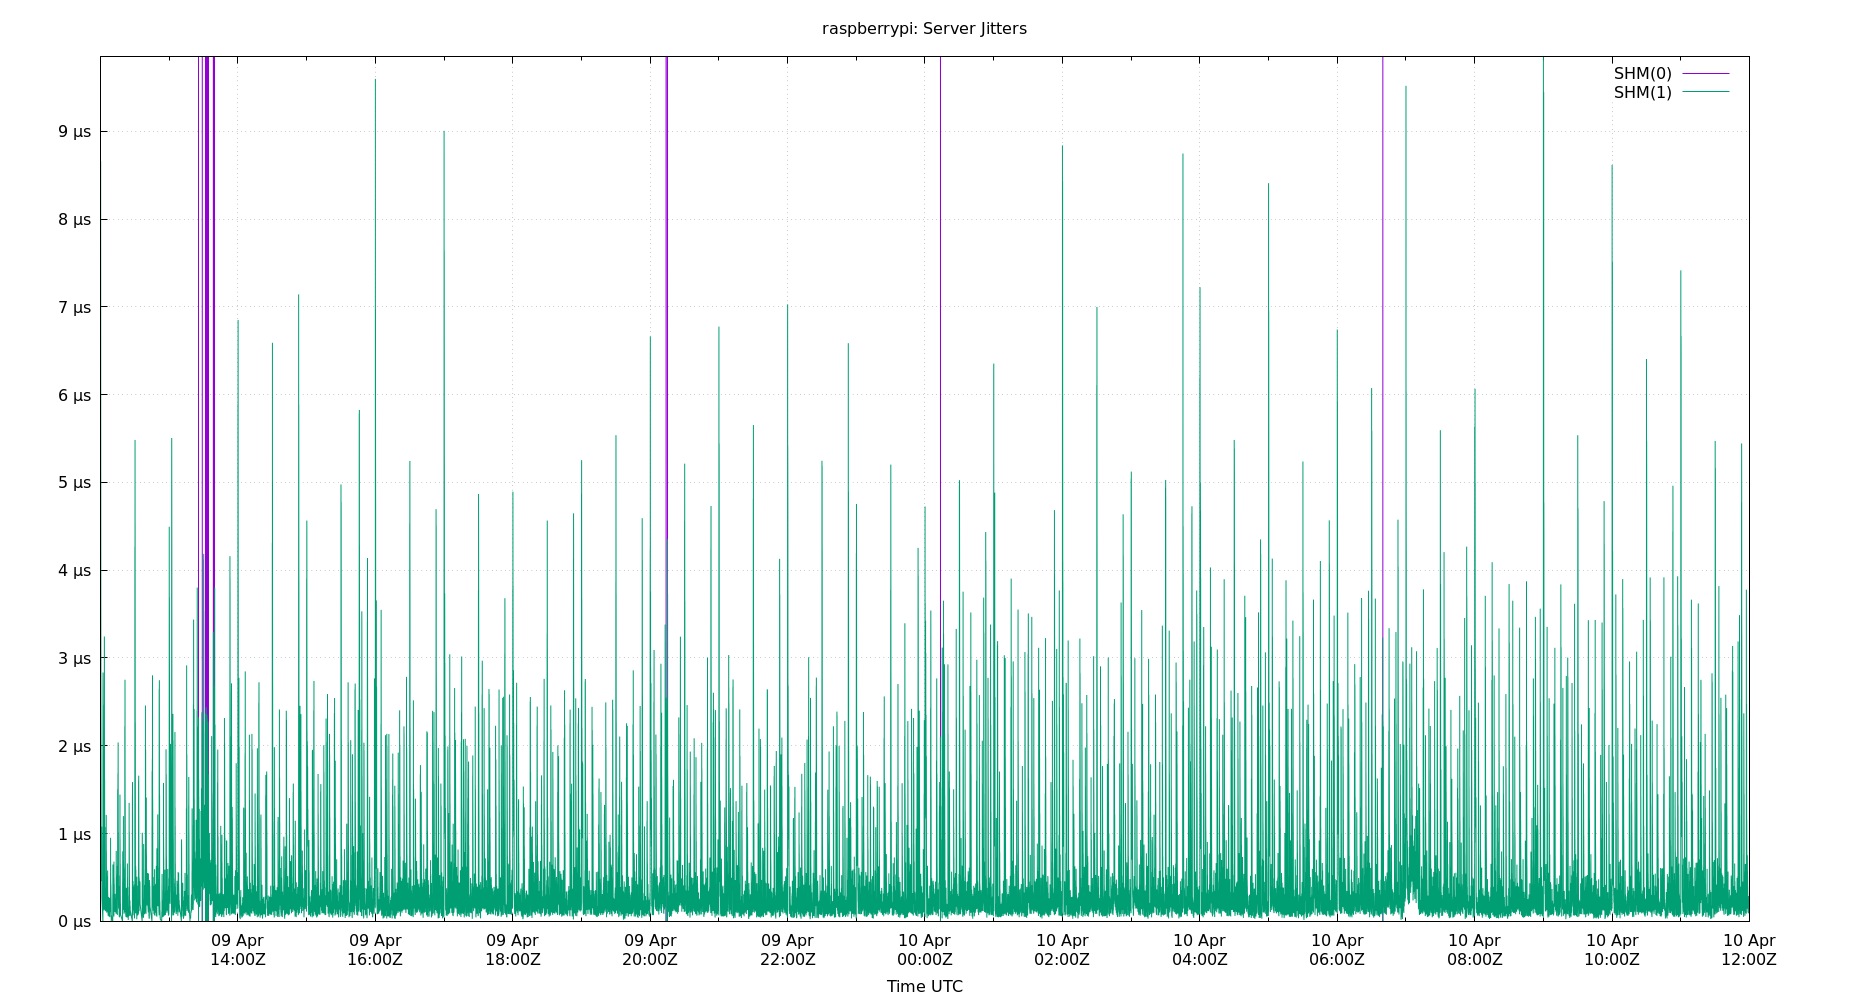 raspberrypi: Server Jitters
SHM(0)
SHM(1)
9 µs
8 µs
7 µs
6 µs
5 µs
4 µs
3 µs
2 µs
1 µs
0 µs
09 Apr 09 Apr 09 Apr 09 Apr 09 Apr 10 Apr 10 Apr 10 Apr 10 Apr 10 Apr 10 Apr 10 Apr
14:00Z 16:00Z 18:00Z 20:00Z 22:00Z 00:00Z 02:00Z 04:00Z 06:00Z 08:00Z 10:00Z 12:00Z
Time UTC